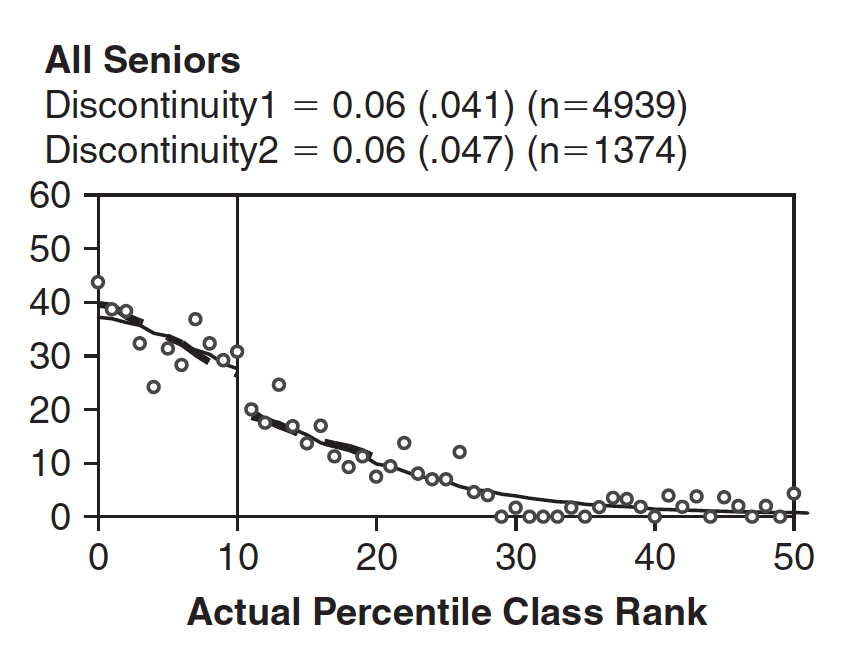 All Seniors
Discontinuity1 = 0.06 (.041) (n=4939)
Discontinuity2 = 0.06 (.047) (n=1374)
60
50
40
30
20
10
0
0 10 20 30 40 50
Actual Percentile Class Rank